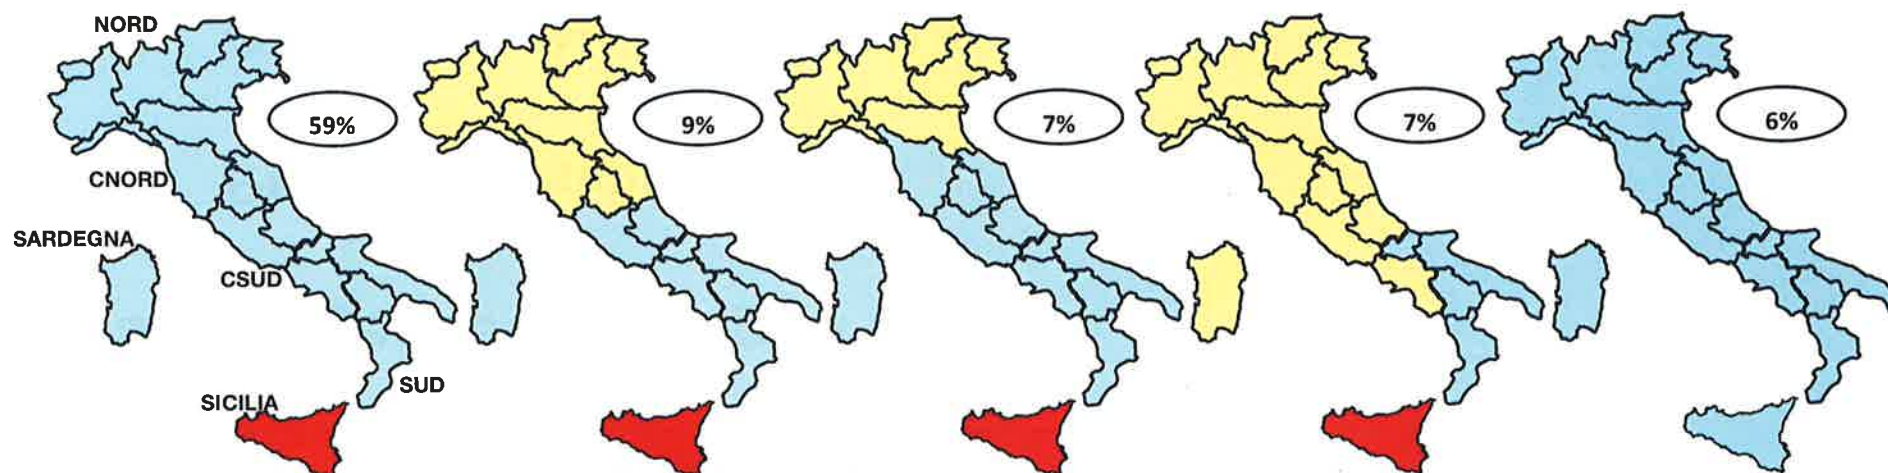 NORD
59%
9%
7%
7%
6%
CNORD
SARDEGNA
CSUD
SUD
SICILIA